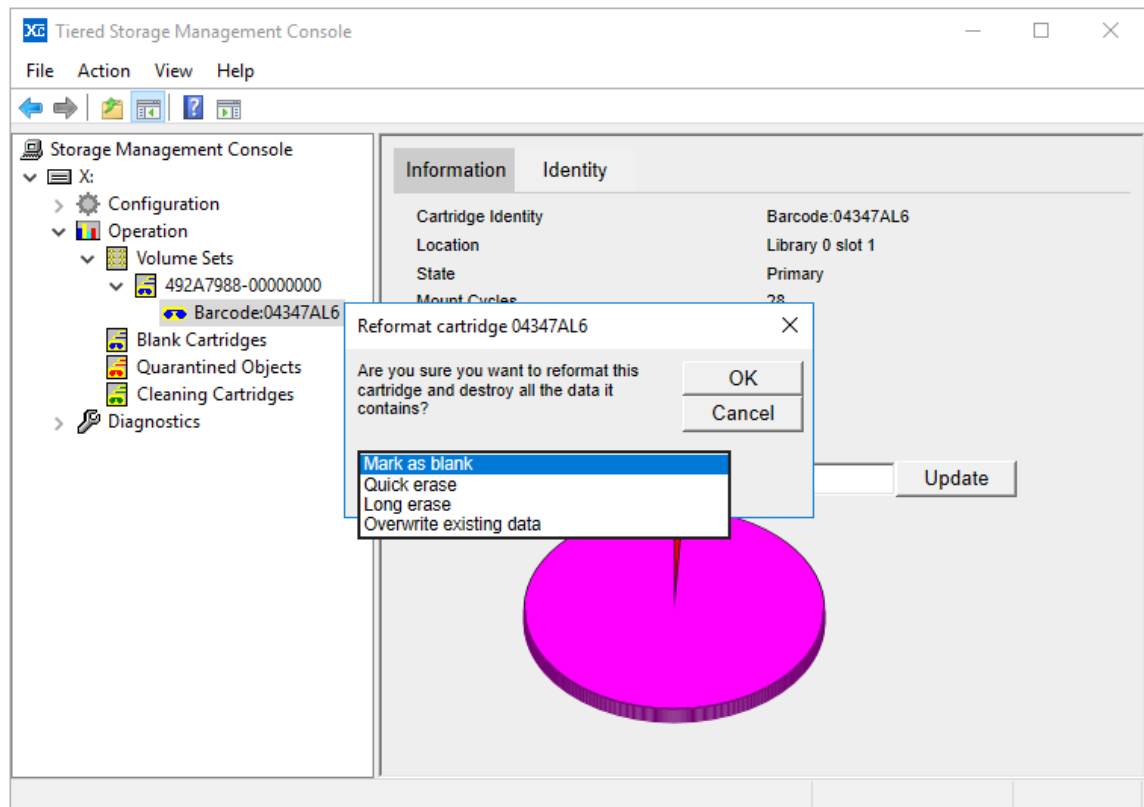 Tiered Storage Management Console
File Action View Help
Storage Management Console
X:
Configuration
Operation
Volume Sets
492A7988-00000000
Barcode:04347AL6
Blank Cartridges
Quarantined Objects
Cleaning Cartridges
Diagnostics
Information Identity
Cartridge Identity Barcode:04347AL6
Location Library 0 slot 1
State Primary
Mount Cycles 28
Reformat cartridge 04347AL6
Are you sure you want to reformat this
cartridge and destroy all the data it
contains?
OK
Cancel
Mark as blank
Quick erase
Long erase
Overwrite existing data
Update